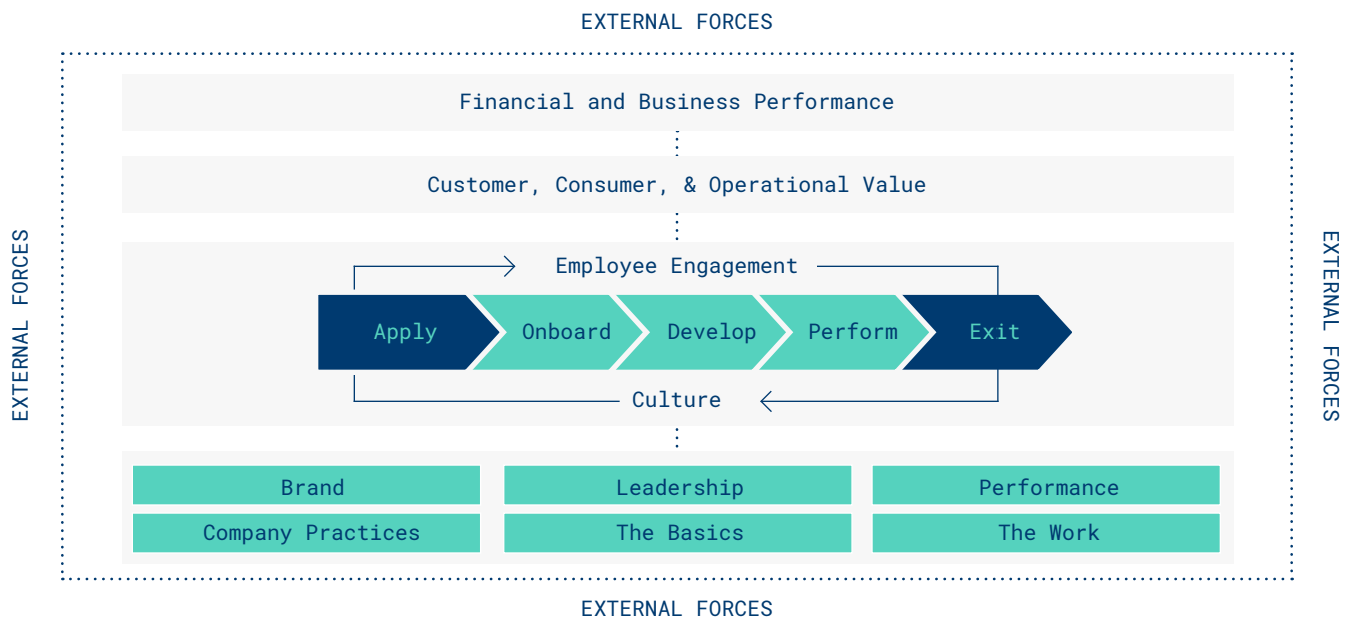 EXTERNAL FORCES
Financial and Business Performance
Customer, Consumer, & Operational Value
EXTERNAL FORCES
EXTERNAL FORCES
Employee Engagement
Apply
Onboard
Develop
Perform
Exit
Culture
Brand
Leadership
Performance
Company Practices
The Basics
The Work
EXTERNAL FORCES